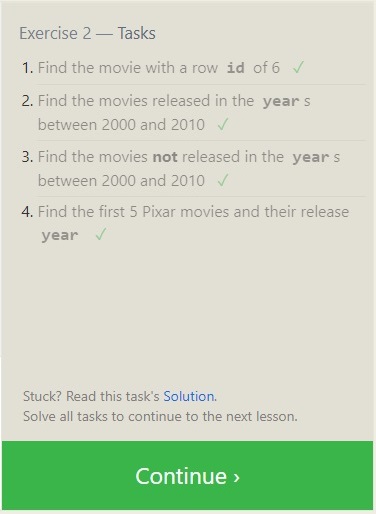 Exercise 2 — Tasks
1. Find the movie with a row id of 6 ✓
2. Find the movies released in the year s
between 2000 and 2010 ✓
3. Find the movies not released in the year s
between 2000 and 2010 ✓
4. Find the first 5 Pixar movies and their release
year ✓
Stuck? Read this task's Solution.
Solve all tasks to continue to the next lesson.
Continue ›